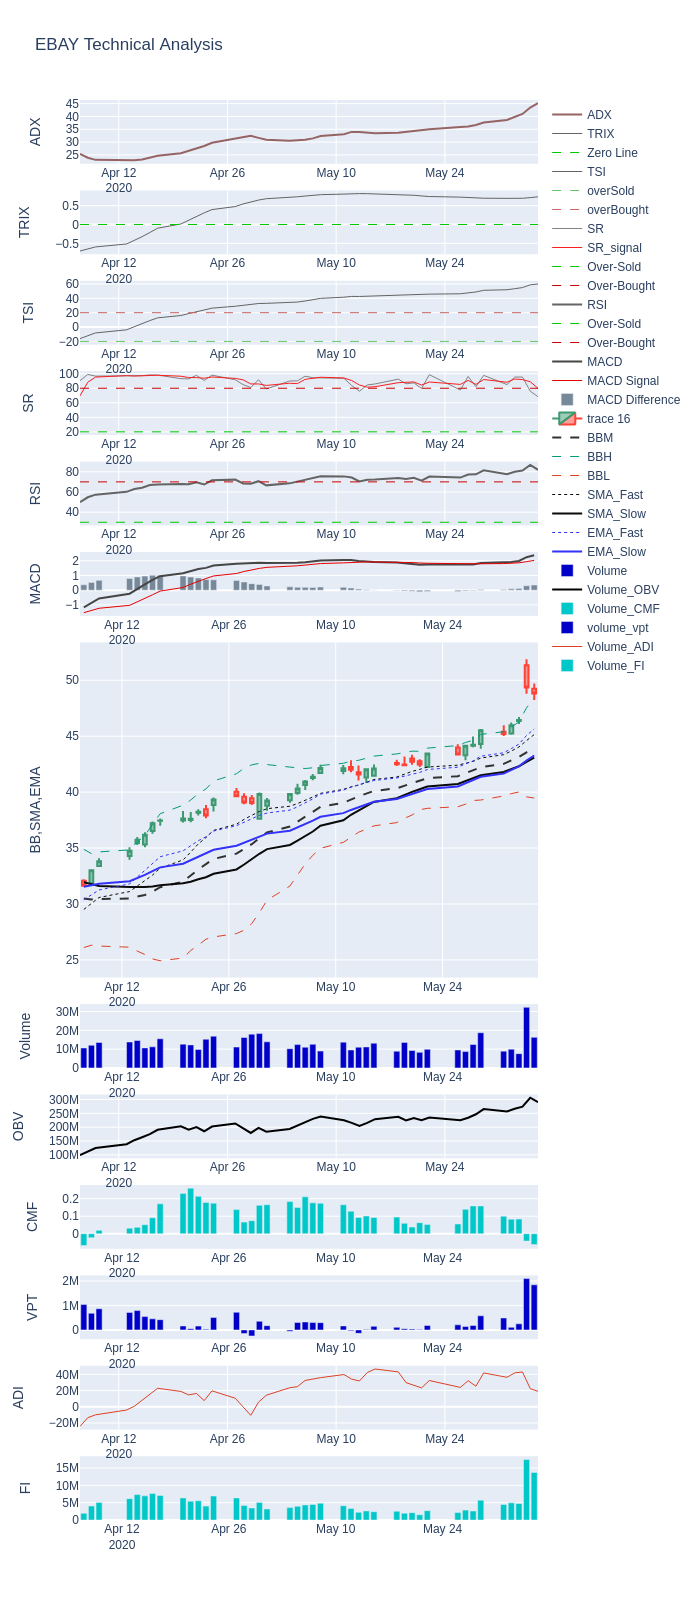 EBAY Technical Analysis
ADX
45
40
35
30
25
Apr 12
2020
Apr 26
May 10
May 24
TRIX
0.5
0
−0.5
Apr 12
2020
Apr 26
May 10
May 24
TSI
60
40
20
0
−20
Apr 12
2020
Apr 26
May 10
May 24
SR
100
80
60
40
20
Apr 12
2020
Apr 26
May 10
May 24
RSI
80
60
40
Apr 12
2020
Apr 26
May 10
May 24
MACD
2
1
0
−1
Apr 12
2020
Apr 26
May 10
May 24
BB,SMA,EMA
50
45
40
35
30
25
Apr 12
2020
Apr 26
May 10
May 24
Volume
30M
20M
10M
0
Apr 12
2020
Apr 26
May 10
May 24
OBV
300M
250M
200M
150M
100M
Apr 12
2020
Apr 26
May 10
May 24
CMF
0.2
0.1
0
Apr 12
2020
Apr 26
May 10
May 24
VPT
2M
1M
0
Apr 12
2020
Apr 26
May 10
May 24
ADI
40M
20M
0
−20M
Apr 12
2020
Apr 26
May 10
May 24
FI
15M
10M
5M
0
Apr 12
2020
Apr 26
May 10
May 24
ADX
TRIX
Zero Line
TSI
overSold
overBought
SR
SR_signal
Over-Sold
Over-Bought
RSI
Over-Sold
Over-Bought
MACD
MACD Signal
MACD Difference
trace 16
BBM
BBH
BBL
SMA_Fast
SMA_Slow
EMA_Fast
EMA_Slow
Volume
Volume_OBV
Volume_CMF
volume_vpt
Volume_ADI
Volume_FI